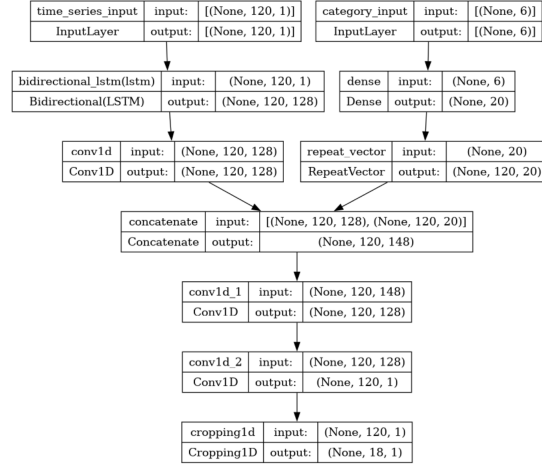 time_series_input input: [(None, 120, 1)]
InputLayer output: [(None, 120, 1)]
category_input input: [(None, 6)]
InputLayer output: [(None, 6)]
bidirectional_lstm(lstm) input: (None, 120, 1)
Bidirectional(LSTM) output: (None, 120, 128)
dense input: (None, 6)
Dense output: (None, 20)
conv1d input: (None, 120, 128)
Conv1D output: (None, 120, 128)
repeat_vector input: (None, 20)
RepeatVector output: (None, 120, 20)
concatenate input: [(None, 120, 128), (None, 120, 20)]
Concatenate output: (None, 120, 148)
conv1d_1 input: (None, 120, 148)
Conv1D output: (None, 120, 128)
conv1d_2 input: (None, 120, 128)
Conv1D output: (None, 120, 1)
cropping1d input: (None, 120, 1)
Cropping1D output: (None, 18, 1)